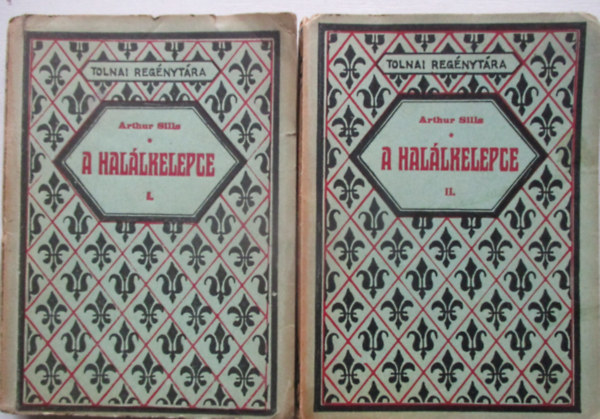 TOLNAI REGÉNYTÁRA
Arthur Sills
A HALÁLKELEPCE
I.
TOLNAI REGÉNYTÁRA
Arthur Sills
A HALÁLKELEPCE
II.